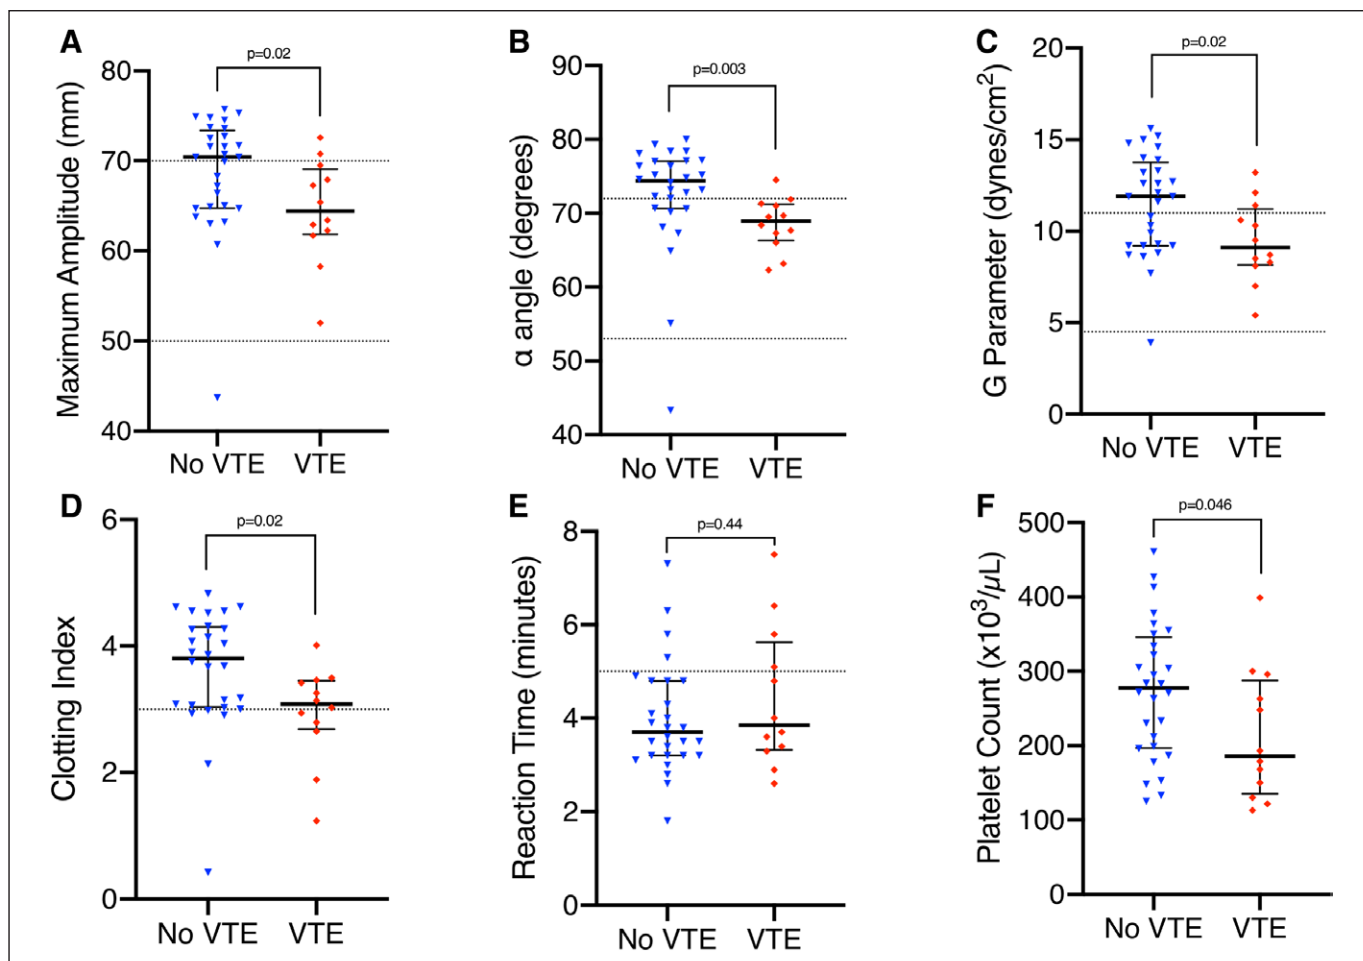 A
p=0.02
Maximum Amplitude (mm)
80
70
60
50
40
No VTE
VTE
B
p=0.003
α angle (degrees)
90
80
70
60
50
40
No VTE
VTE
C
p=0.02
G Parameter (dynes/cm²)
20
15
10
5
0
No VTE
VTE
D
p=0.02
Clotting Index
6
4
2
0
No VTE
VTE
E
p=0.44
Reaction Time (minutes)
8
6
4
2
0
No VTE
VTE
F
p=0.046
Platelet Count (x10³/µL)
500
400
300
200
100
0
No VTE
VTE